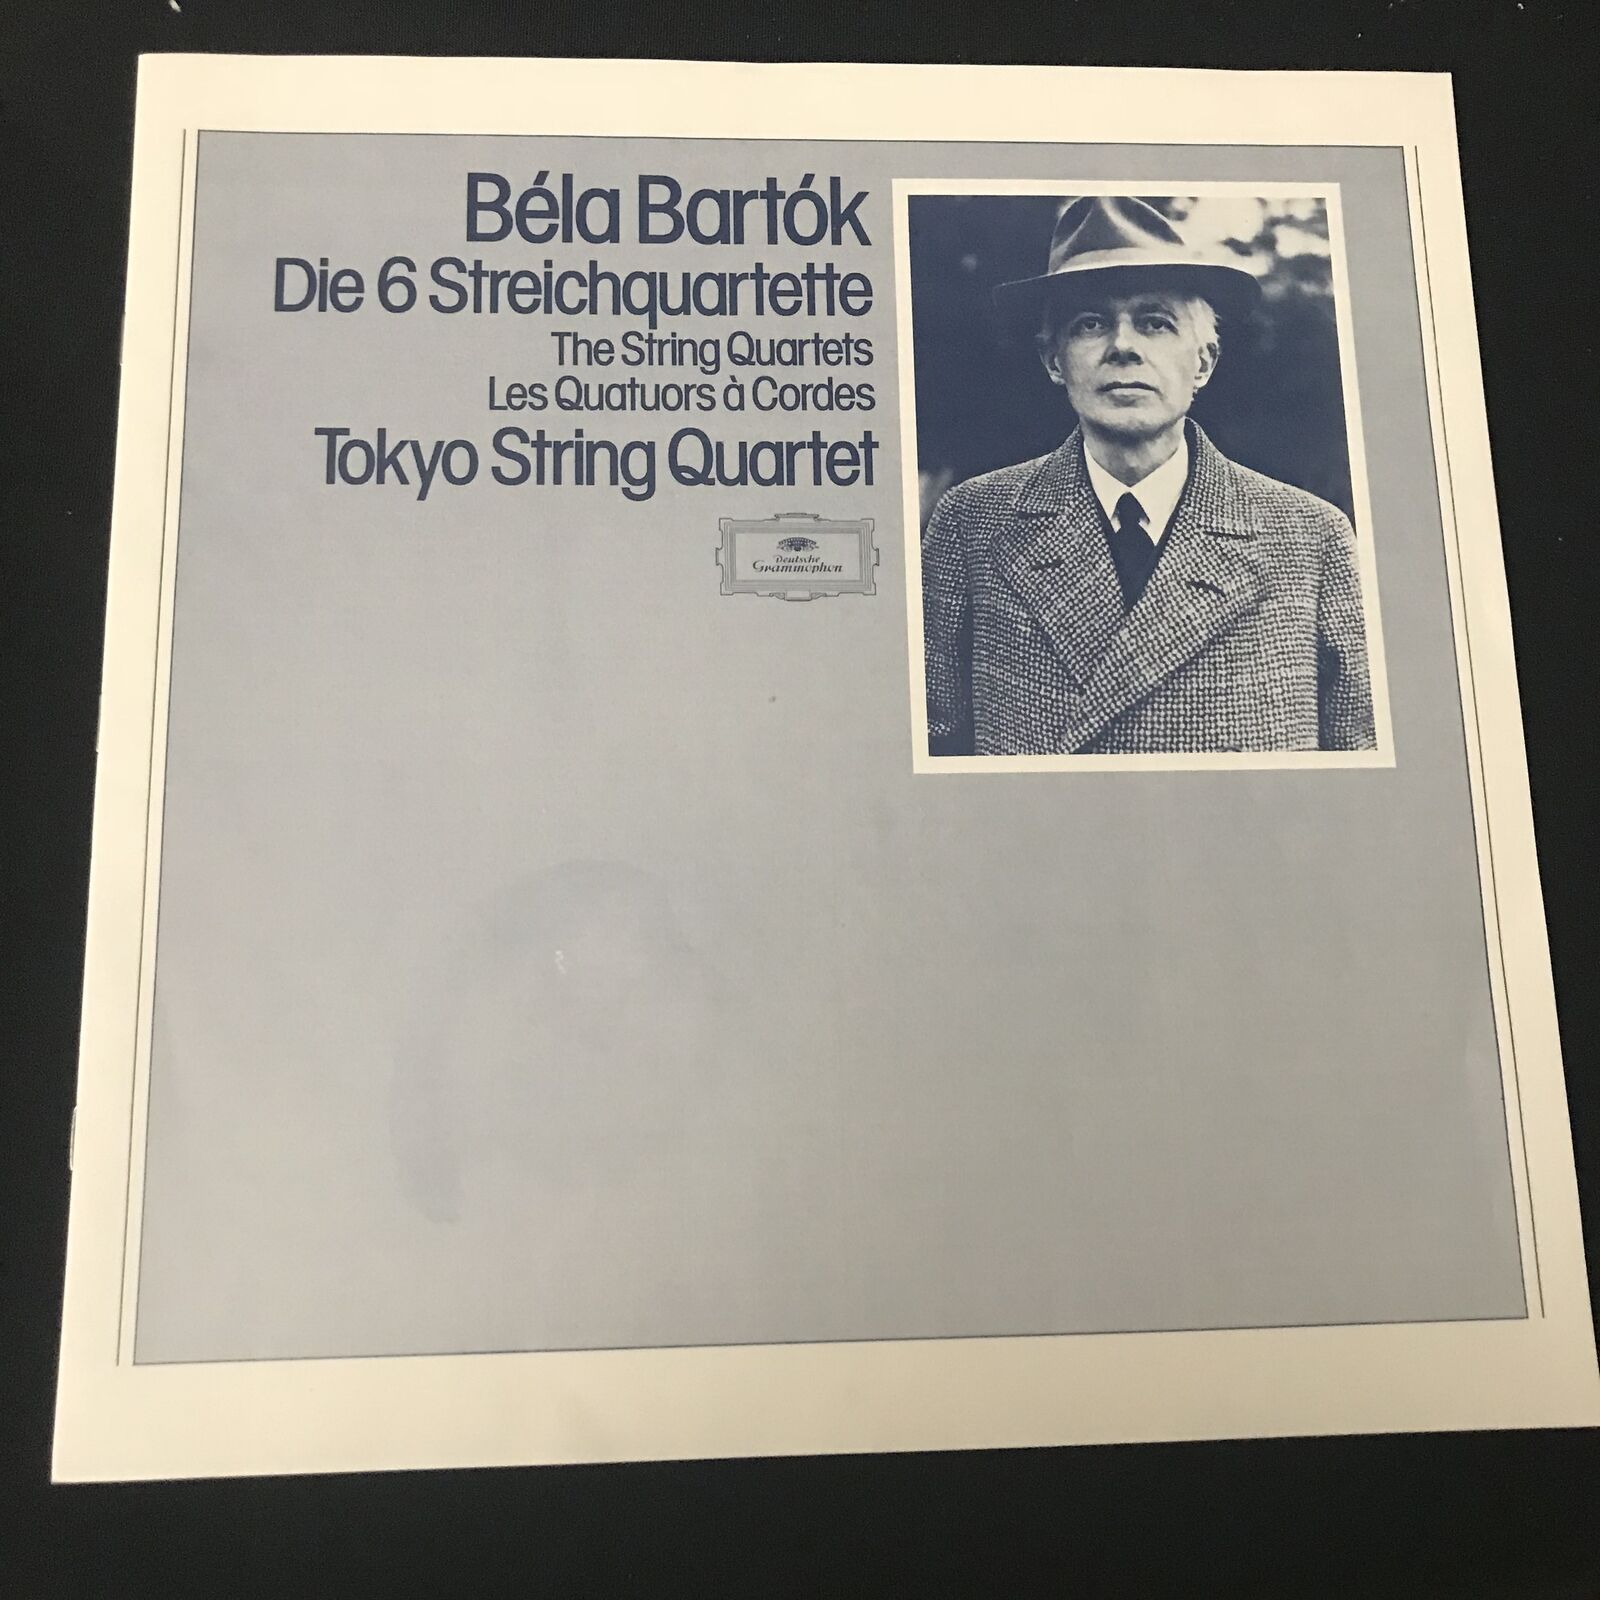 Béla Bartók
Die 6 Streichquartette
The String Quartets
Les Quatuors à Cordes
Tokyo String Quartet
Deutsche
Grammophon